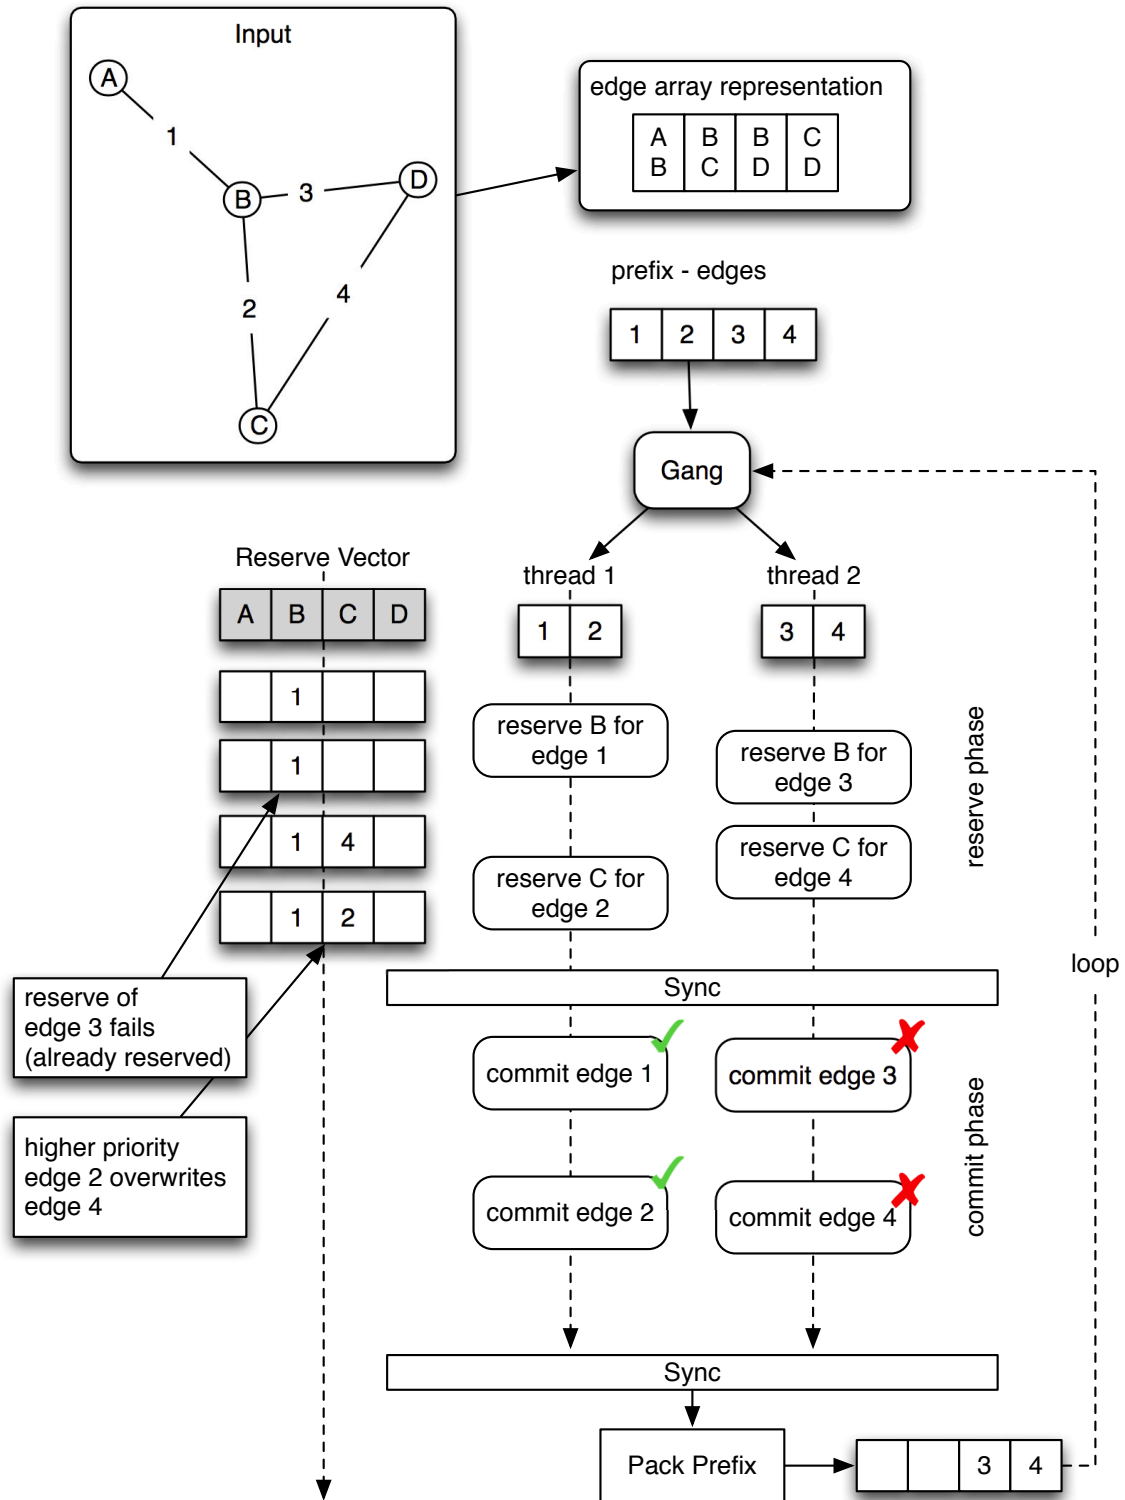 Input
A
1
B
3
D
2
4
C
edge array representation
A B B C
B C D D
prefix - edges
1 2 3 4
Gang
Reserve Vector
A B C D
1
1
1 4
1 2
thread 1
thread 2
1 2
3 4
reserve B for
edge 1
reserve B for
edge 3
reserve C for
edge 4
reserve C for
edge 2
reserve phase
loop
reserve of
edge 3 fails
(already reserved)
higher priority
edge 2 overwrites
edge 4
Sync
commit edge 1
commit edge 3
commit edge 2
commit edge 4
commit phase
Sync
Pack Prefix
3 4